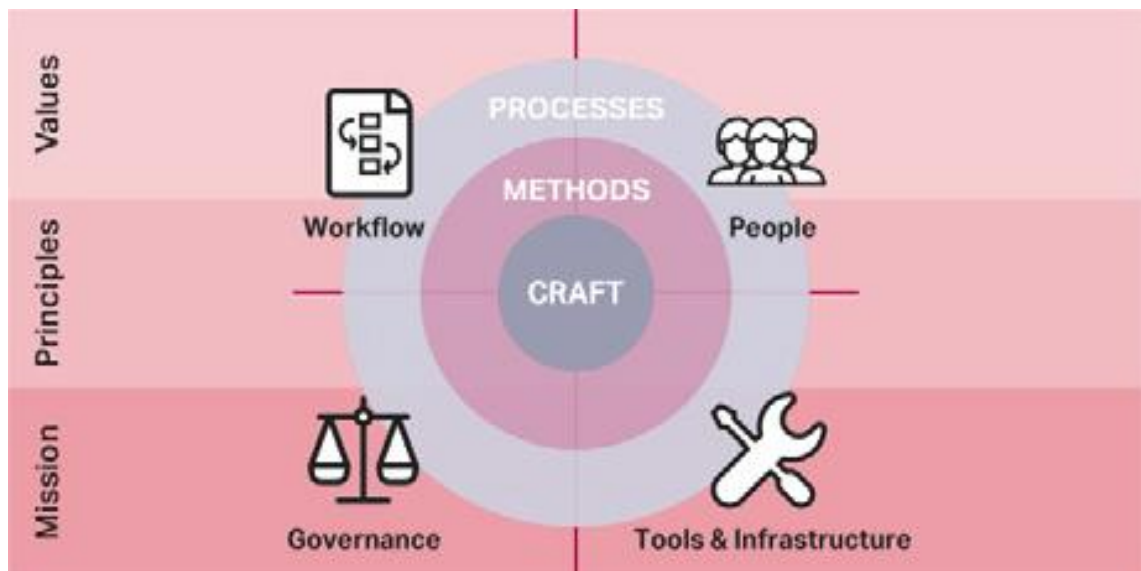 Values
PROCESSES
METHODS
Workflow
People
Principles
CRAFT
Mission
Governance
Tools & Infrastructure